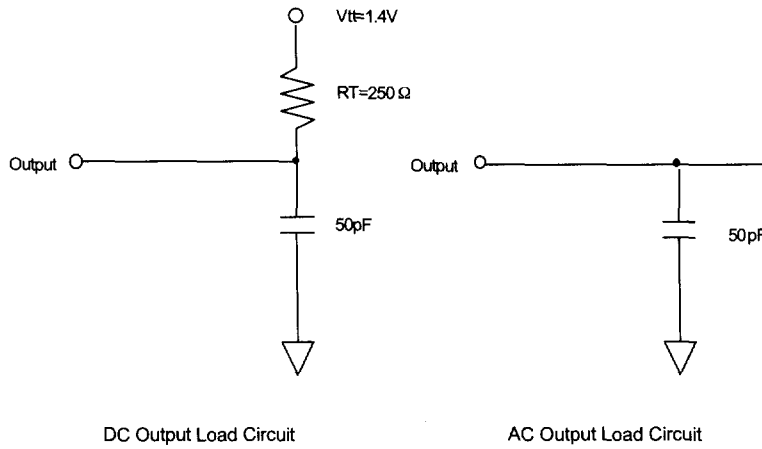 Vtt=1.4V
RT=250 Ω
Output
50pF
Output
50pF
DC Output Load Circuit
AC Output Load Circuit